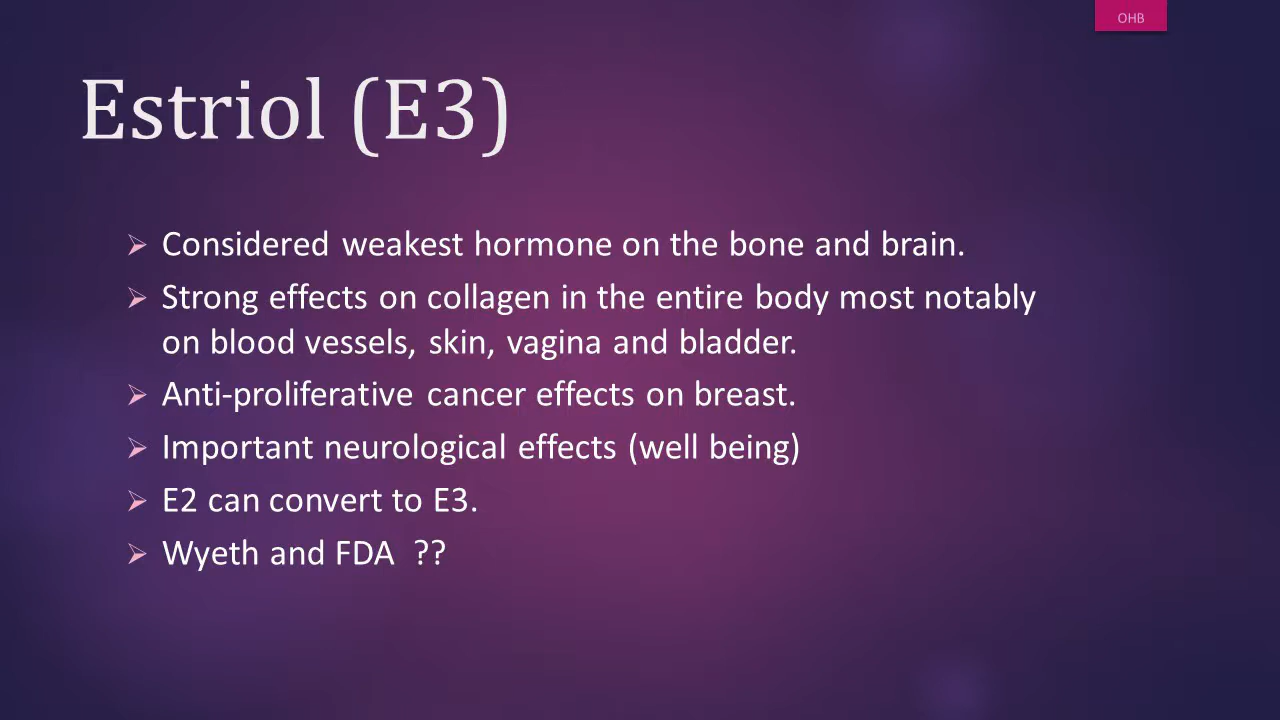 OHB
Estriol (E3)
Considered weakest hormone on the bone and brain.
Strong effects on collagen in the entire body most notably
on blood vessels, skin, vagina and bladder.
Anti-proliferative cancer effects on breast.
Important neurological effects (well being)
E2 can convert to E3.
Wyeth and FDA ??